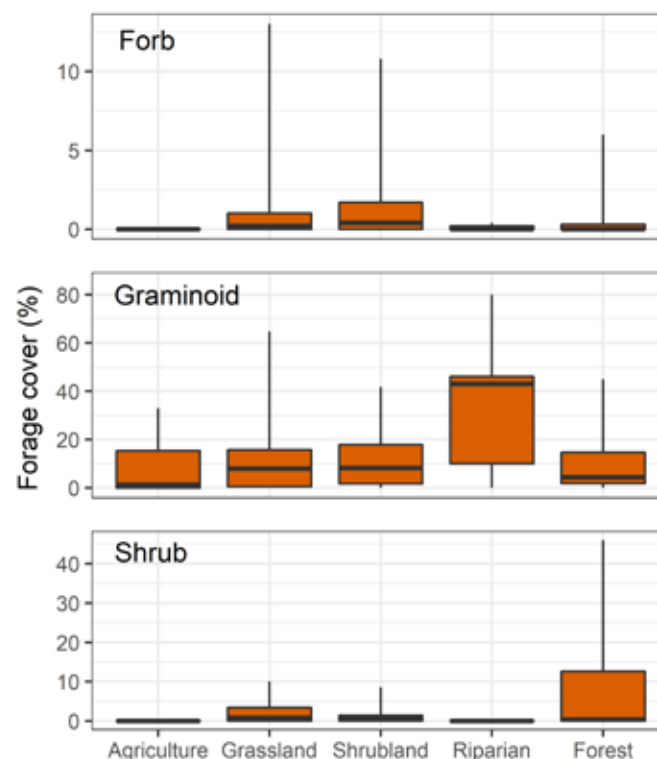 Forb
10
5
0
Graminoid
80
60
40
20
0
Forage cover (%)
Shrub
40
30
20
10
0
Agriculture Grassland Shrubland Riparian Forest